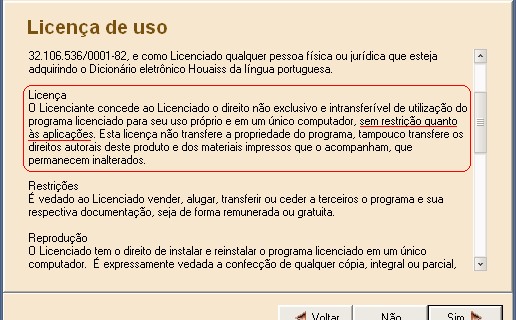 Licença de uso
32.106.536/0001-82, e como Licenciado qualquer pessoa física ou jurídica que esteja
adquirindo o Dicionário eletrônico Houaiss da língua portuguesa.
Licença
O Licenciante concede ao Licenciado o direito não exclusivo e intransferível de utilização do
programa licenciado para seu uso próprio e em um único computador, sem restrição quanto
às aplicações. Esta licença não transfere a propriedade do programa, tampouco transfere os
direitos autorais deste produto e dos materiais impressos que o acompanham, que
permanecem inalterados.
Restrições
É vedado ao Licenciado vender, alugar, transferir ou ceder a terceiros o programa e sua
respectiva documentação, seja de forma remunerada ou gratuita.
Reprodução
O Licenciado tem o direito de instalar e reinstalar o programa licenciado em um único
computador. É expressamente vedada a confecção de qualquer cópia, integral ou parcial,
Voltar Não Sim